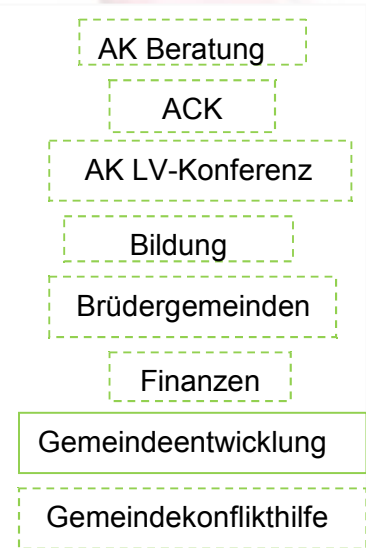 AK Beratung
ACK
AK LV-Konferenz
Bildung
Brüdergemeinden
Finanzen
Gemeindeentwicklung
Gemeindekonflikthilfe